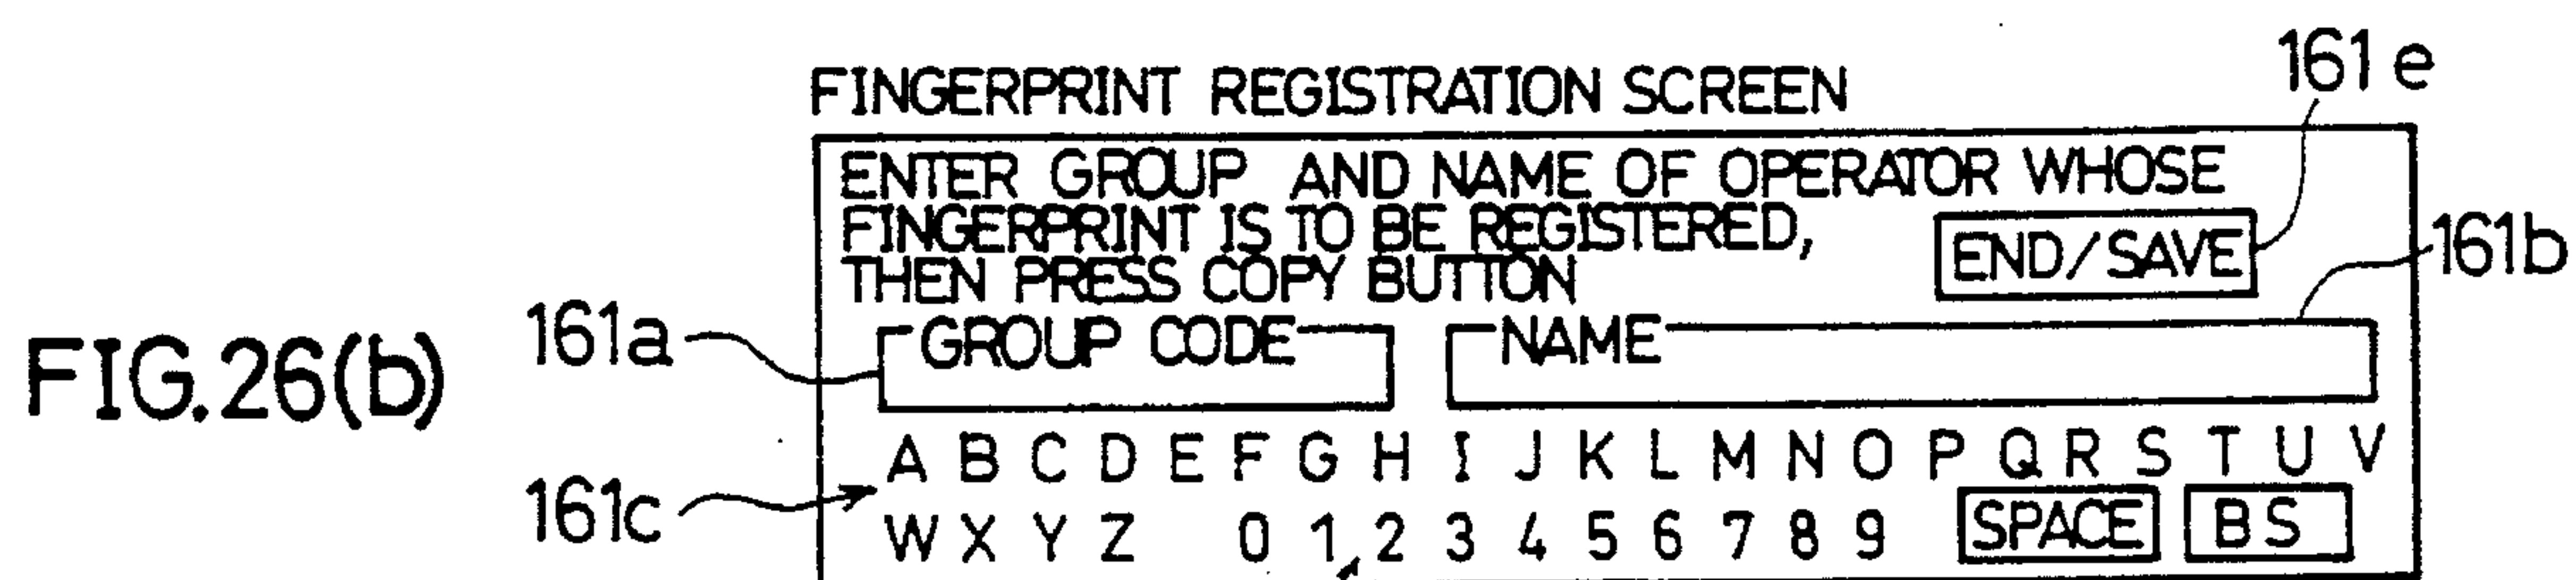 161e
FINGERPRINT REGISTRATION SCREEN
ENTER GROUP AND NAME OF OPERATOR WHOSE
FINGERPRINT IS TO BE REGISTERED,
THEN PRESS COPY BUTTON
END/SAVE
161b
161a
GROUP CODE
NAME
FIG.26(b)
A B C D E F G H I J K L M N O P Q R S T U V
161c
W X Y Z 0 1 2 3 4 5 6 7 8 9 SPACE BS